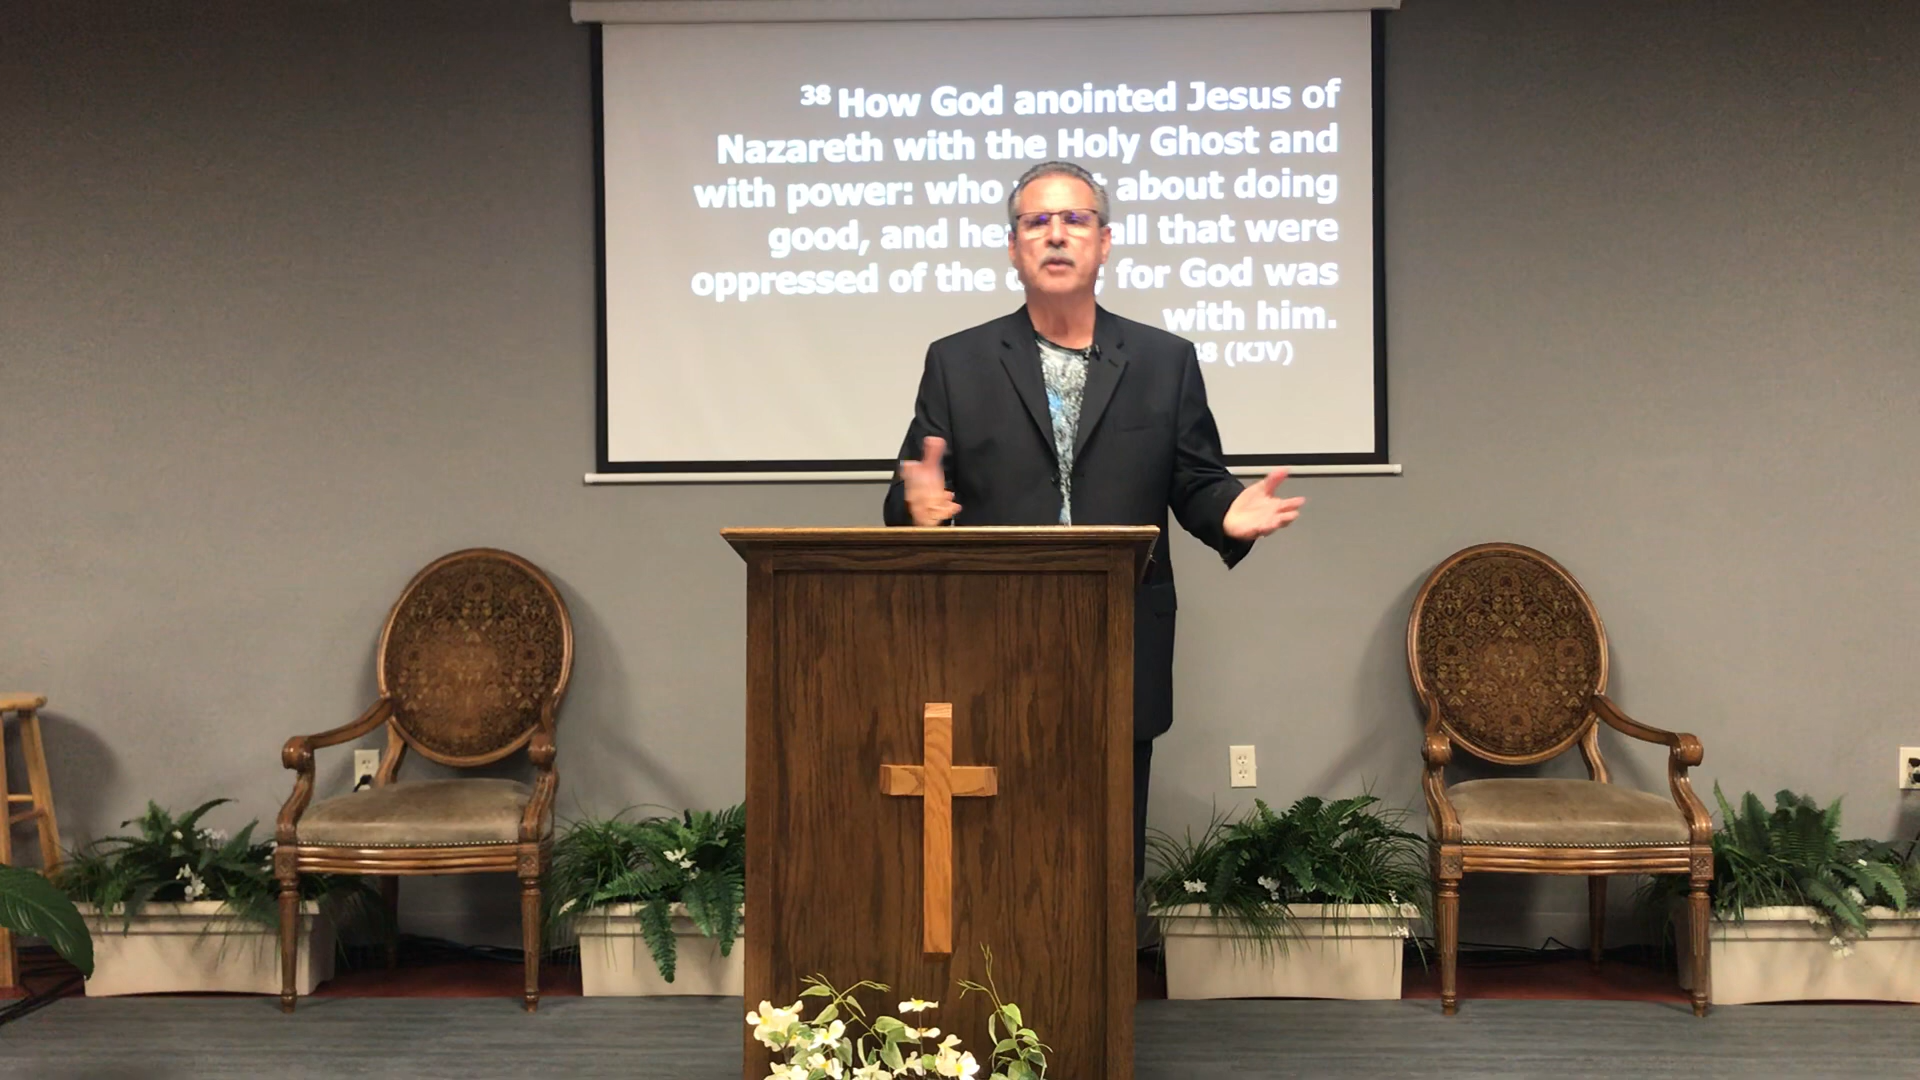 38 How God anointed Jesus of
Nazareth with the Holy Ghost and
with power: who about doing
good, and all that were
oppressed of the for God was
with him.
(KJV)